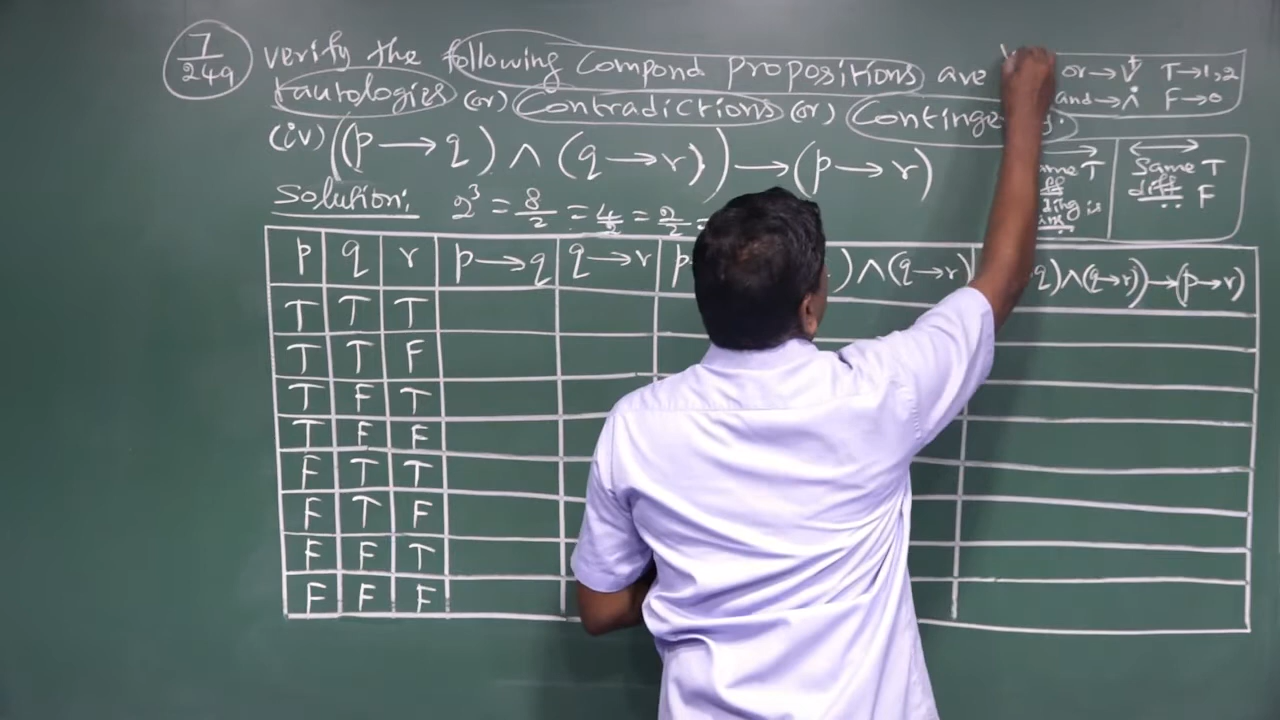 7/249 verify the following Compond Propositions are
tautologies (or) Contradictions (or)
(iv) ((p → q) ∧ (q → r)) → (p → r)
Solution: 2³ = 8/2 = 4/2 = 2/2 =
or → V⁺ T → 1,2
and → ∧ F → 0
→
T
is
↔
Same T
diff F
p q r p → q q → r p ) ∧ (q → r) q) ∧ (q → r)) → (p → r)
T T T
T T F
T F T
T F F
F T T
F T F
F F T
F F F